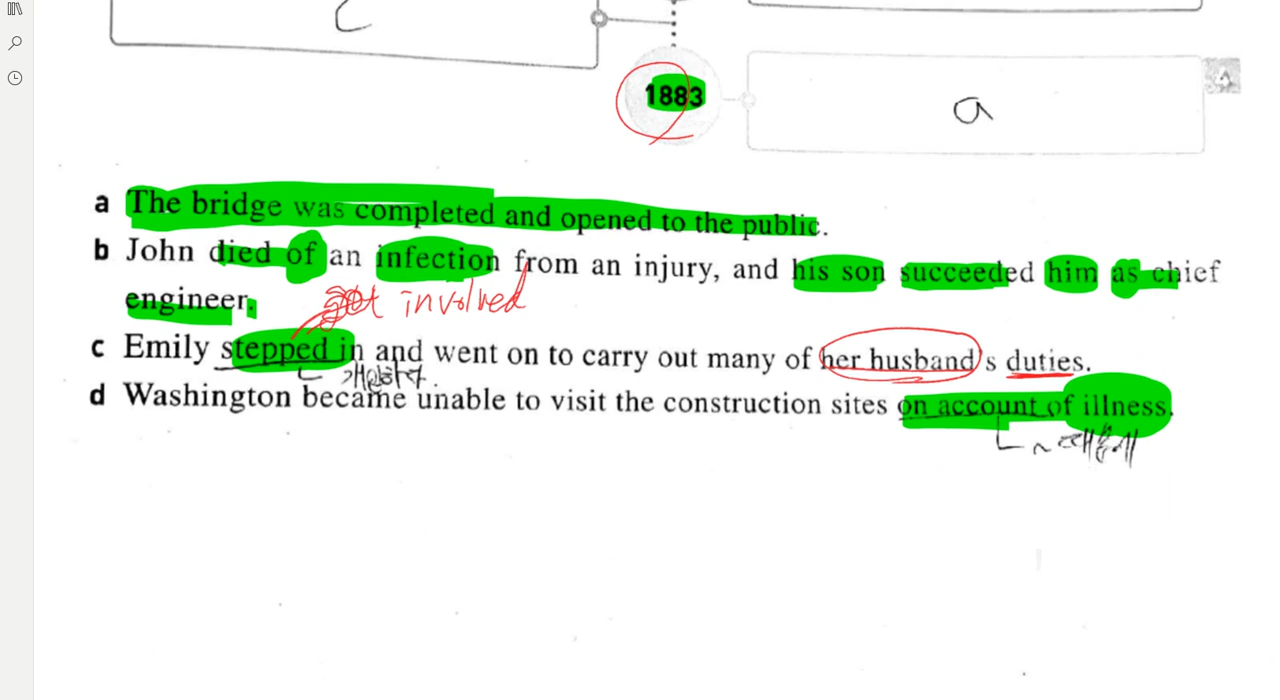 c
1883
4
a
a The bridge was completed and opened to the public.
b John died of an infection from an injury, and his son succeeded him as chief
engineer.
got involved
c Emily stepped in and went on to carry out many of her husband's duties.
개입하다.
d Washington became unable to visit the construction sites on account of illness.
~ 때문에